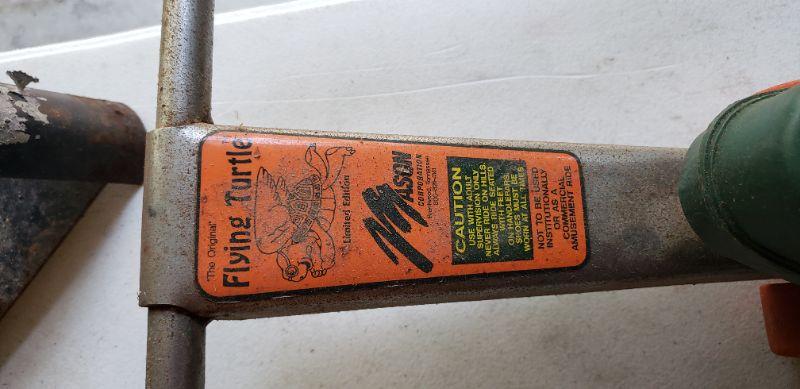 "The Original"
Flying Turtle
Limited Edition
MASON
CORPORATION
CAUTION
USE WITH ADULT
SUPERVISION ONLY
NEVER RIDE ON HILLS.
ALWAYS RIDE SEATED
WITH FEET
ON HANDLEBARS.
SHOES MUST BE
WORN AT ALL TIMES
NOT TO BE USED
INSTITUTIONALLY
OR AS A
COMMERCIAL
AMUSEMENT RIDE